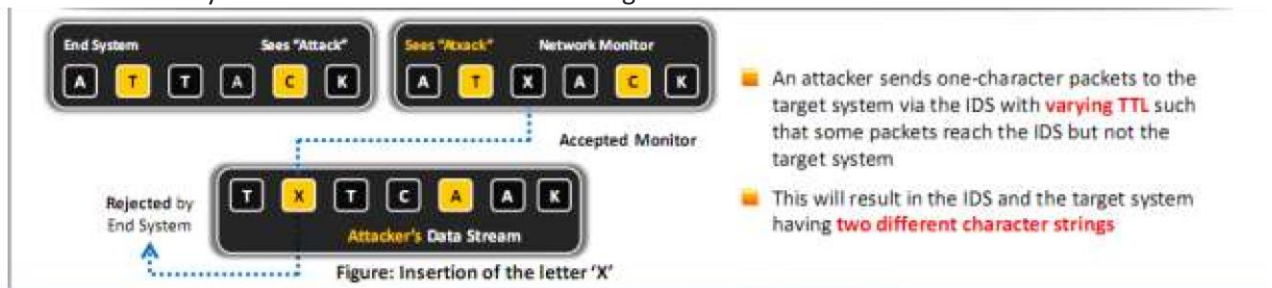 End System Sees "Attack"
A T T A C K
Sees "Atxack" Network Monitor
A T X A C K
Accepted Monitor
Rejected by
End System
T X T C A A K
Attacker's Data Stream
Figure: Insertion of the letter 'X'
An attacker sends one-character packets to the
target system via the IDS with varying TTL such
that some packets reach the IDS but not the
target system
This will result in the IDS and the target system
having two different character strings